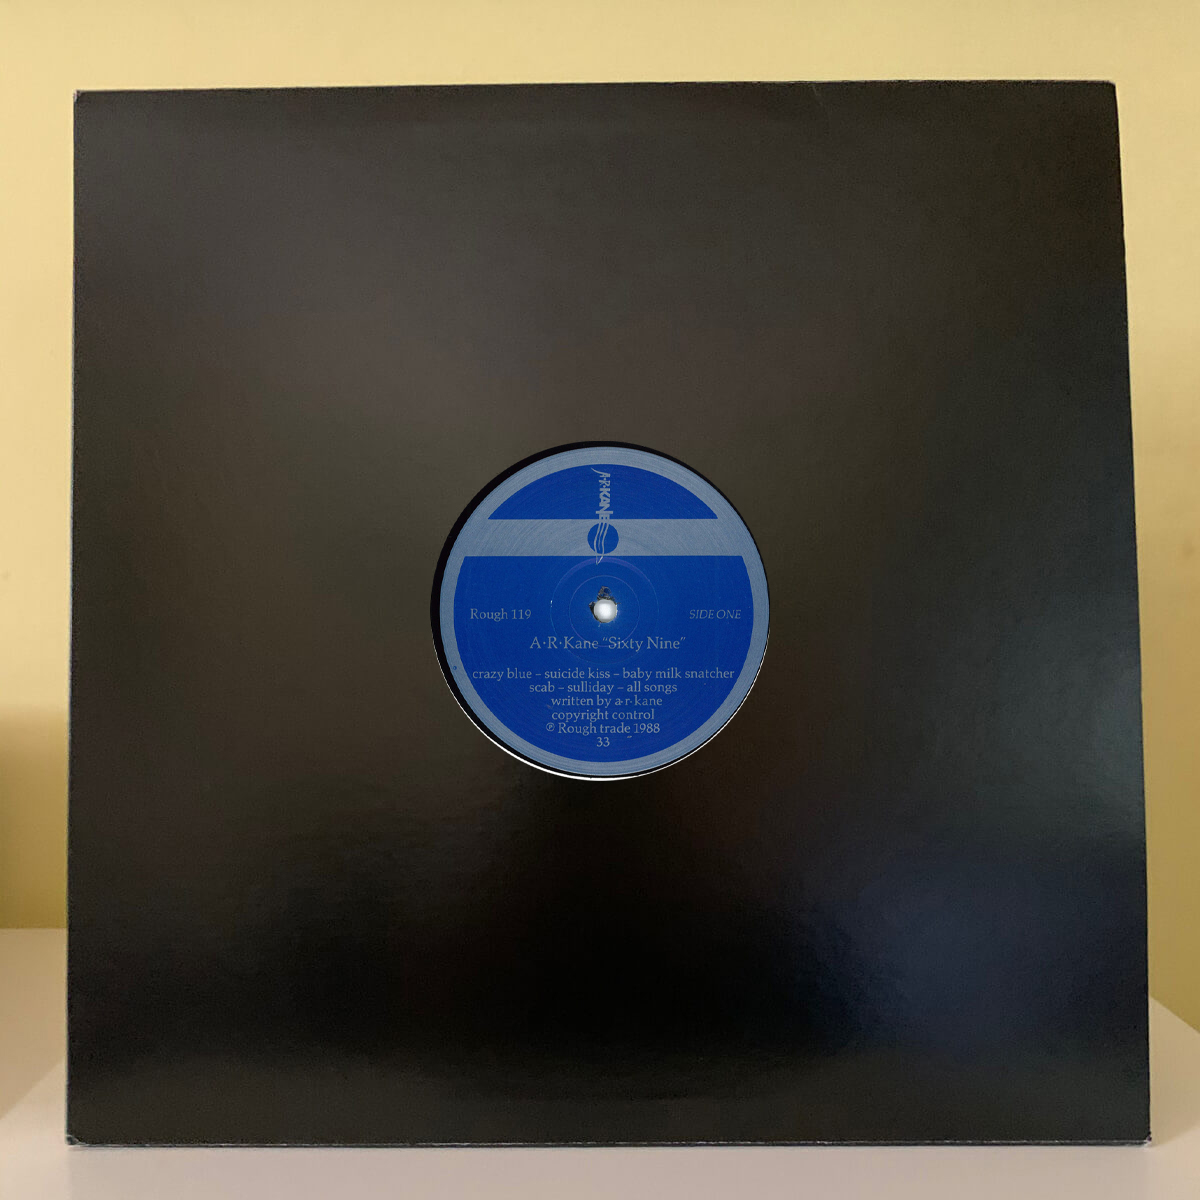 A·R·KANE
Rough 119 SIDE ONE
A·R·Kane "Sixty Nine"
crazy blue – suicide kiss – baby milk snatcher
scab – sulliday – all songs
written by a·r·kane
copyright control
℗ Rough trade 1988
33